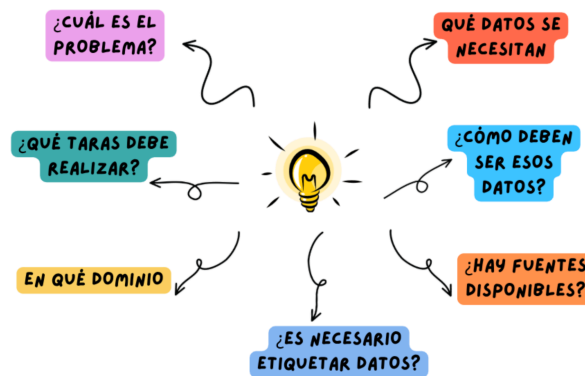 ¿CUÁL ES EL
PROBLEMA?
QUÉ DATOS SE
NECESITAN
¿QUÉ TARAS DEBE
REALIZAR?
¿CÓMO DEBEN
SER ESOS
DATOS?
EN QUÉ DOMINIO
¿HAY FUENTES
DISPONIBLES?
¿ES NECESARIO
ETIQUETAR DATOS?